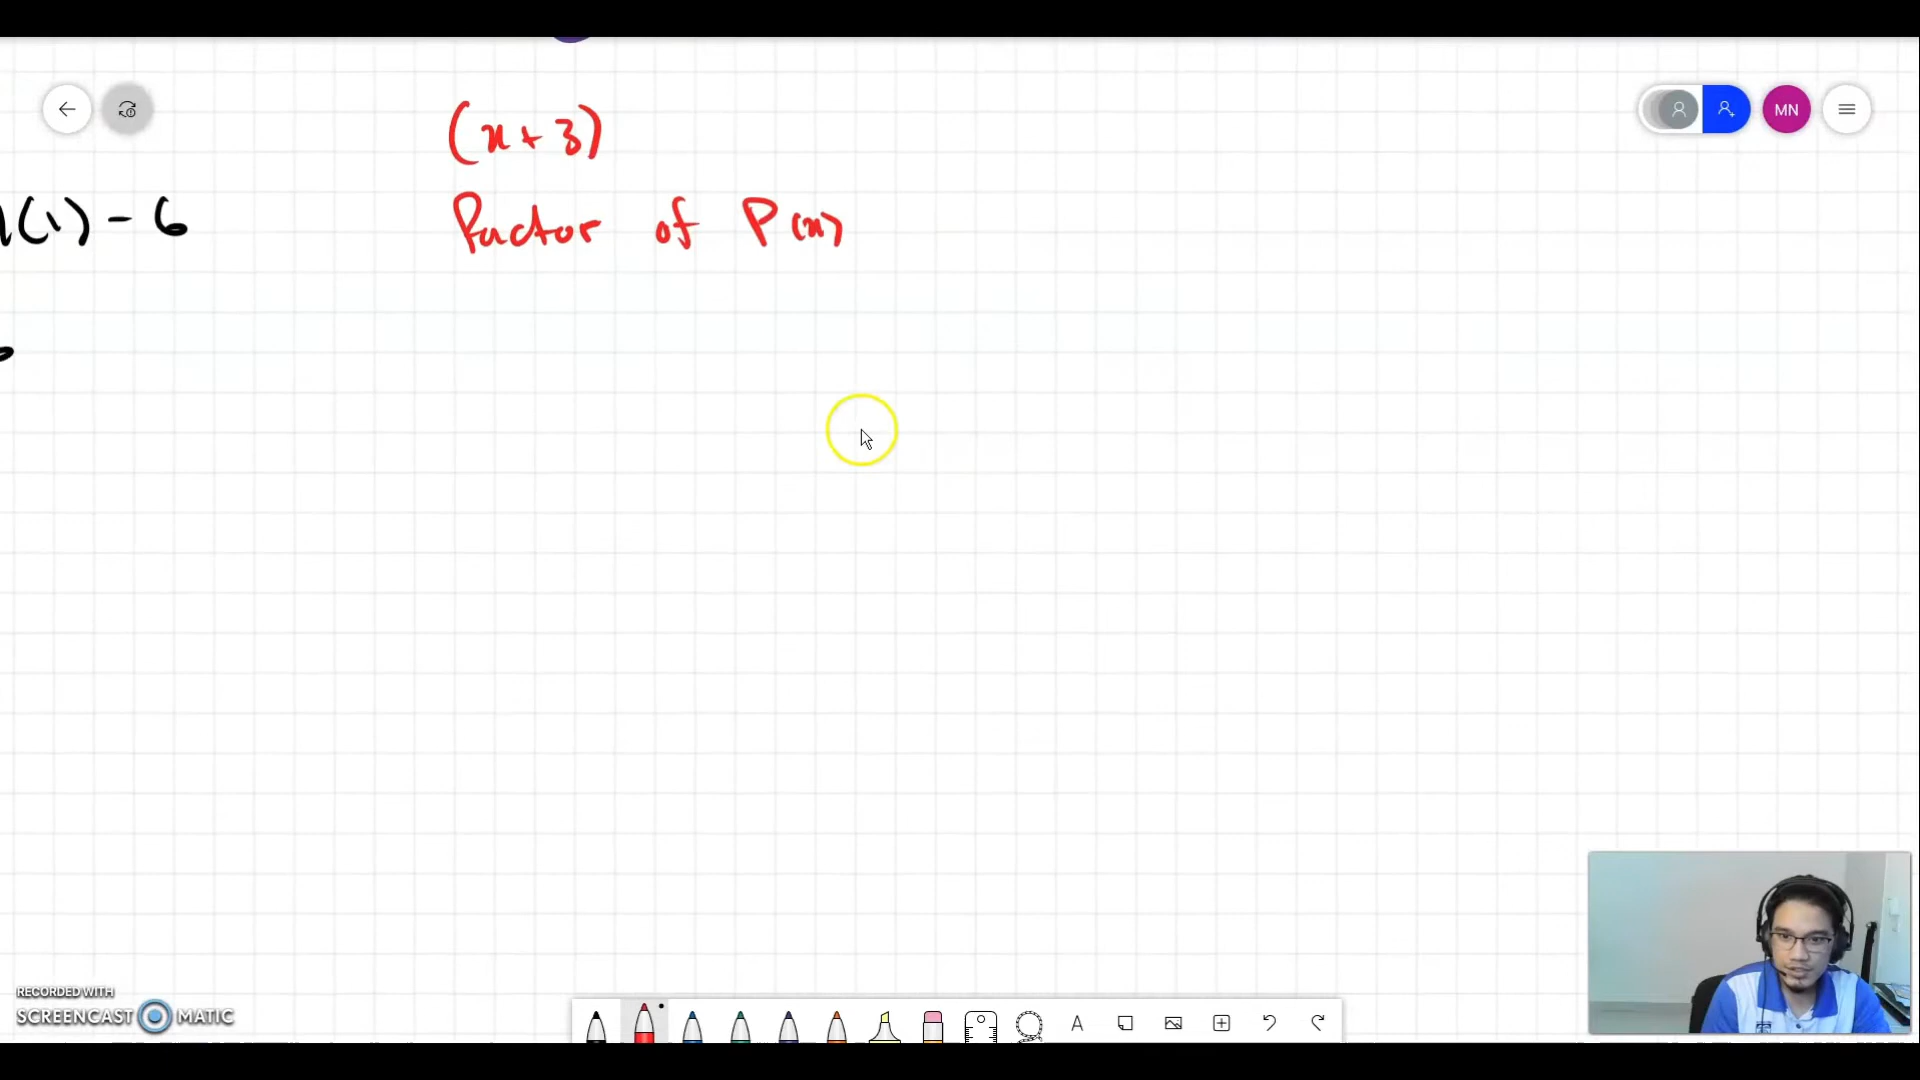 (x+3)
MN
(1) - 6
Factor of P(x)
A
RECORDED WITH
SCREENCAST MATIC